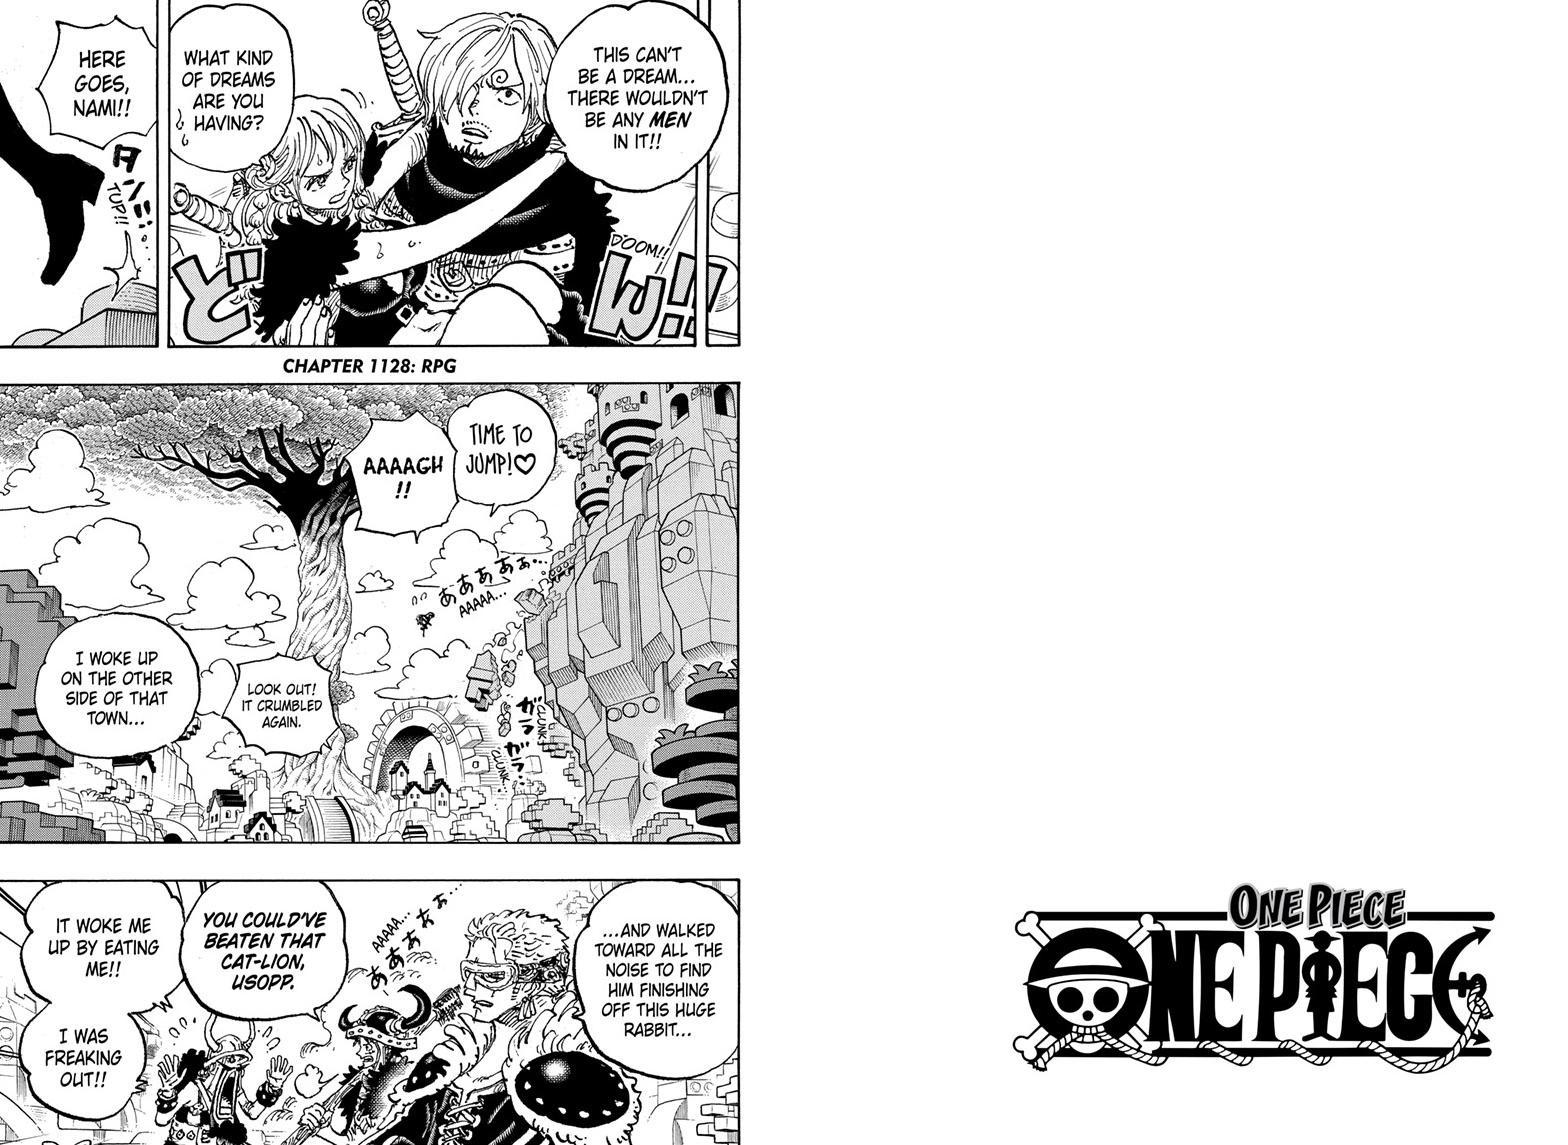 THIS CAN'T
BE A DREAM...
THERE WOULDN'T
BE ANY MEN
IN IT!!
WHAT KIND
OF DREAMS
ARE YOU
HAVING?
DOOM!!
どん!!
HERE
GOES,
NAMI!!
タン!!
TUP!!
CHAPTER 1128: RPG
TIME TO
JUMP!♡
AAAAGH
!!
あああぁぁ...
AAAAA...
ガラ
CLUNK
ガラ...
CLUNK
LOOK OUT!
IT CRUMBLED
AGAIN.
I WOKE UP
ON THE OTHER
SIDE OF THAT
TOWN...
...AND WALKED
TOWARD ALL THE
NOISE TO FIND
HIM FINISHING
OFF THIS HUGE
RABBIT...
AAAAA...
あああぁぁ...
YOU COULD'VE
BEATEN THAT
CAT-LION,
USOPP.
IT WOKE ME
UP BY EATING
ME!!
I WAS
FREAKING
OUT!!
ONE PIECE
ONE PIECE